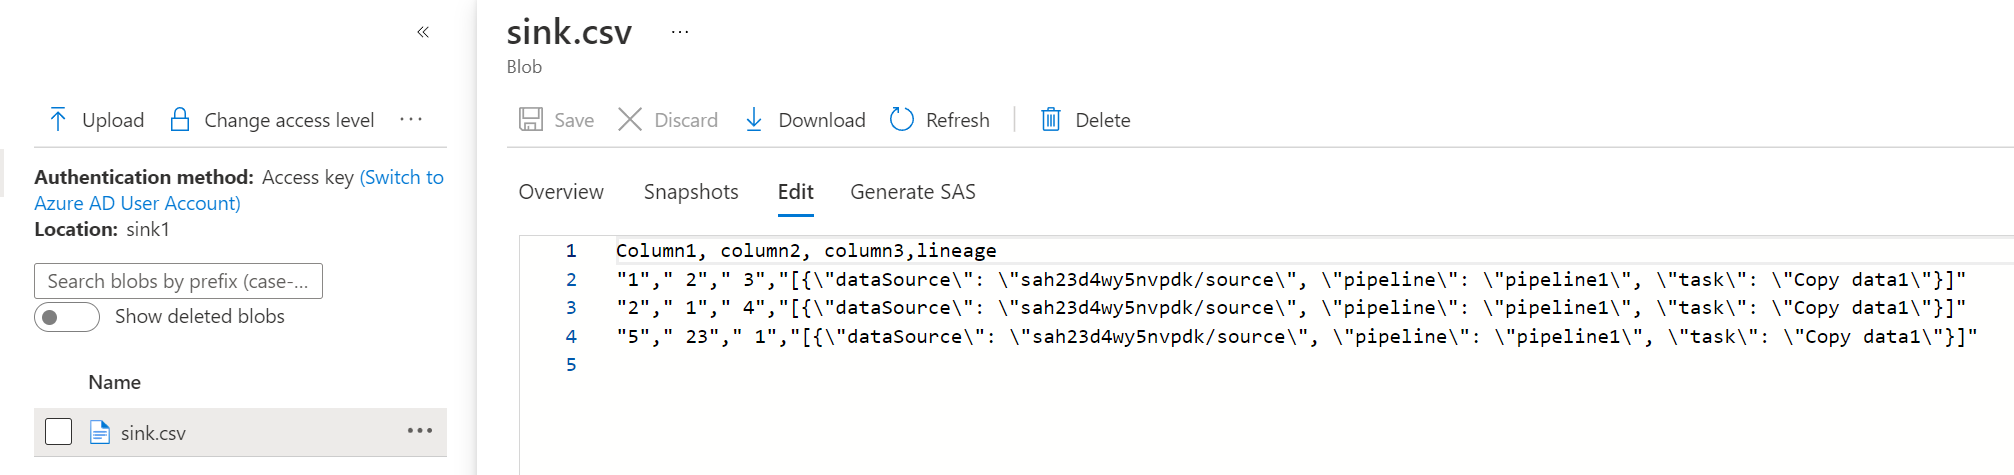 «
Upload Change access level ...
Authentication method: Access key (Switch to
Azure AD User Account)
Location: sink1
Search blobs by prefix (case-...
Show deleted blobs
Name
sink.csv ...
sink.csv ...
Blob
Save Discard Download Refresh Delete
Overview Snapshots Edit Generate SAS
1 Column1, column2, column3,lineage
2 "1"," 2"," 3","[{\"dataSource\": \"sah23d4wy5nvpdk/source\", \"pipeline\": \"pipeline1\", \"task\": \"Copy data1\"}]"
3 "2"," 1"," 4","[{\"dataSource\": \"sah23d4wy5nvpdk/source\", \"pipeline\": \"pipeline1\", \"task\": \"Copy data1\"}]"
4 "5"," 23"," 1","[{\"dataSource\": \"sah23d4wy5nvpdk/source\", \"pipeline\": \"pipeline1\", \"task\": \"Copy data1\"}]"
5